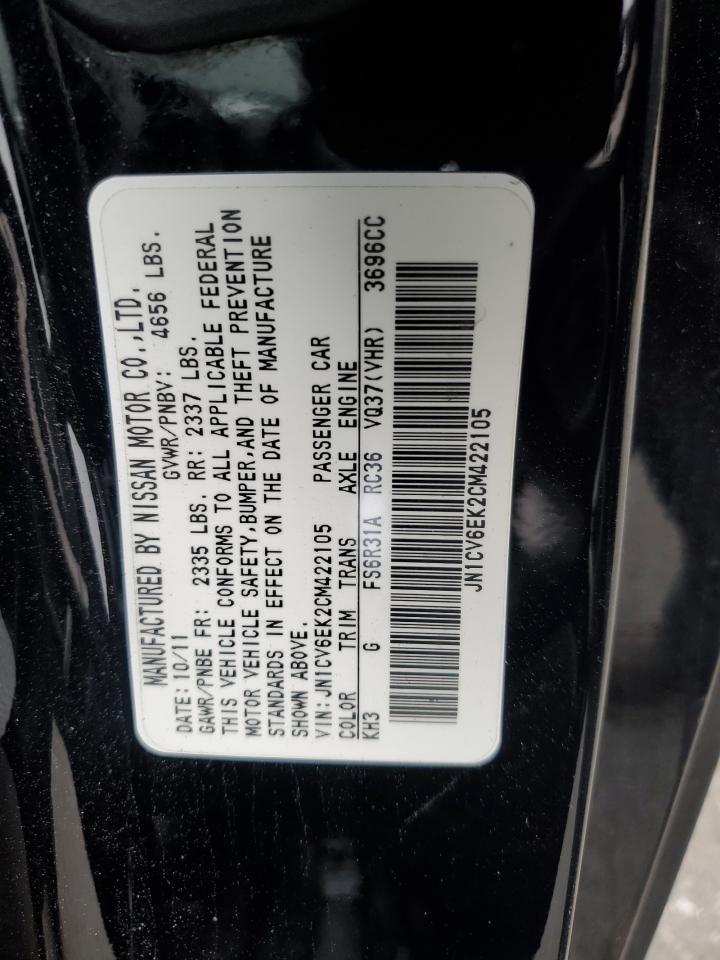 MANUFACTURED BY NISSAN MOTOR CO.,LTD.
DATE: 10/11 GVWR/PNBV: 4656 LBS.
GAWR/PNBE FR: 2335 LBS. RR: 2337 LBS.
THIS VEHICLE CONFORMS TO ALL APPLICABLE FEDERAL
MOTOR VEHICLE SAFETY,BUMPER,AND THEFT PREVENTION
STANDARDS IN EFFECT ON THE DATE OF MANUFACTURE
SHOWN ABOVE.
VIN:JN1CV6EK2CM422105 PASSENGER CAR
COLOR TRIM TRANS AXLE ENGINE
KH3 G FS6R31A RC36 VQ37(VHR) 3696CC
JN1CV6EK2CM422105